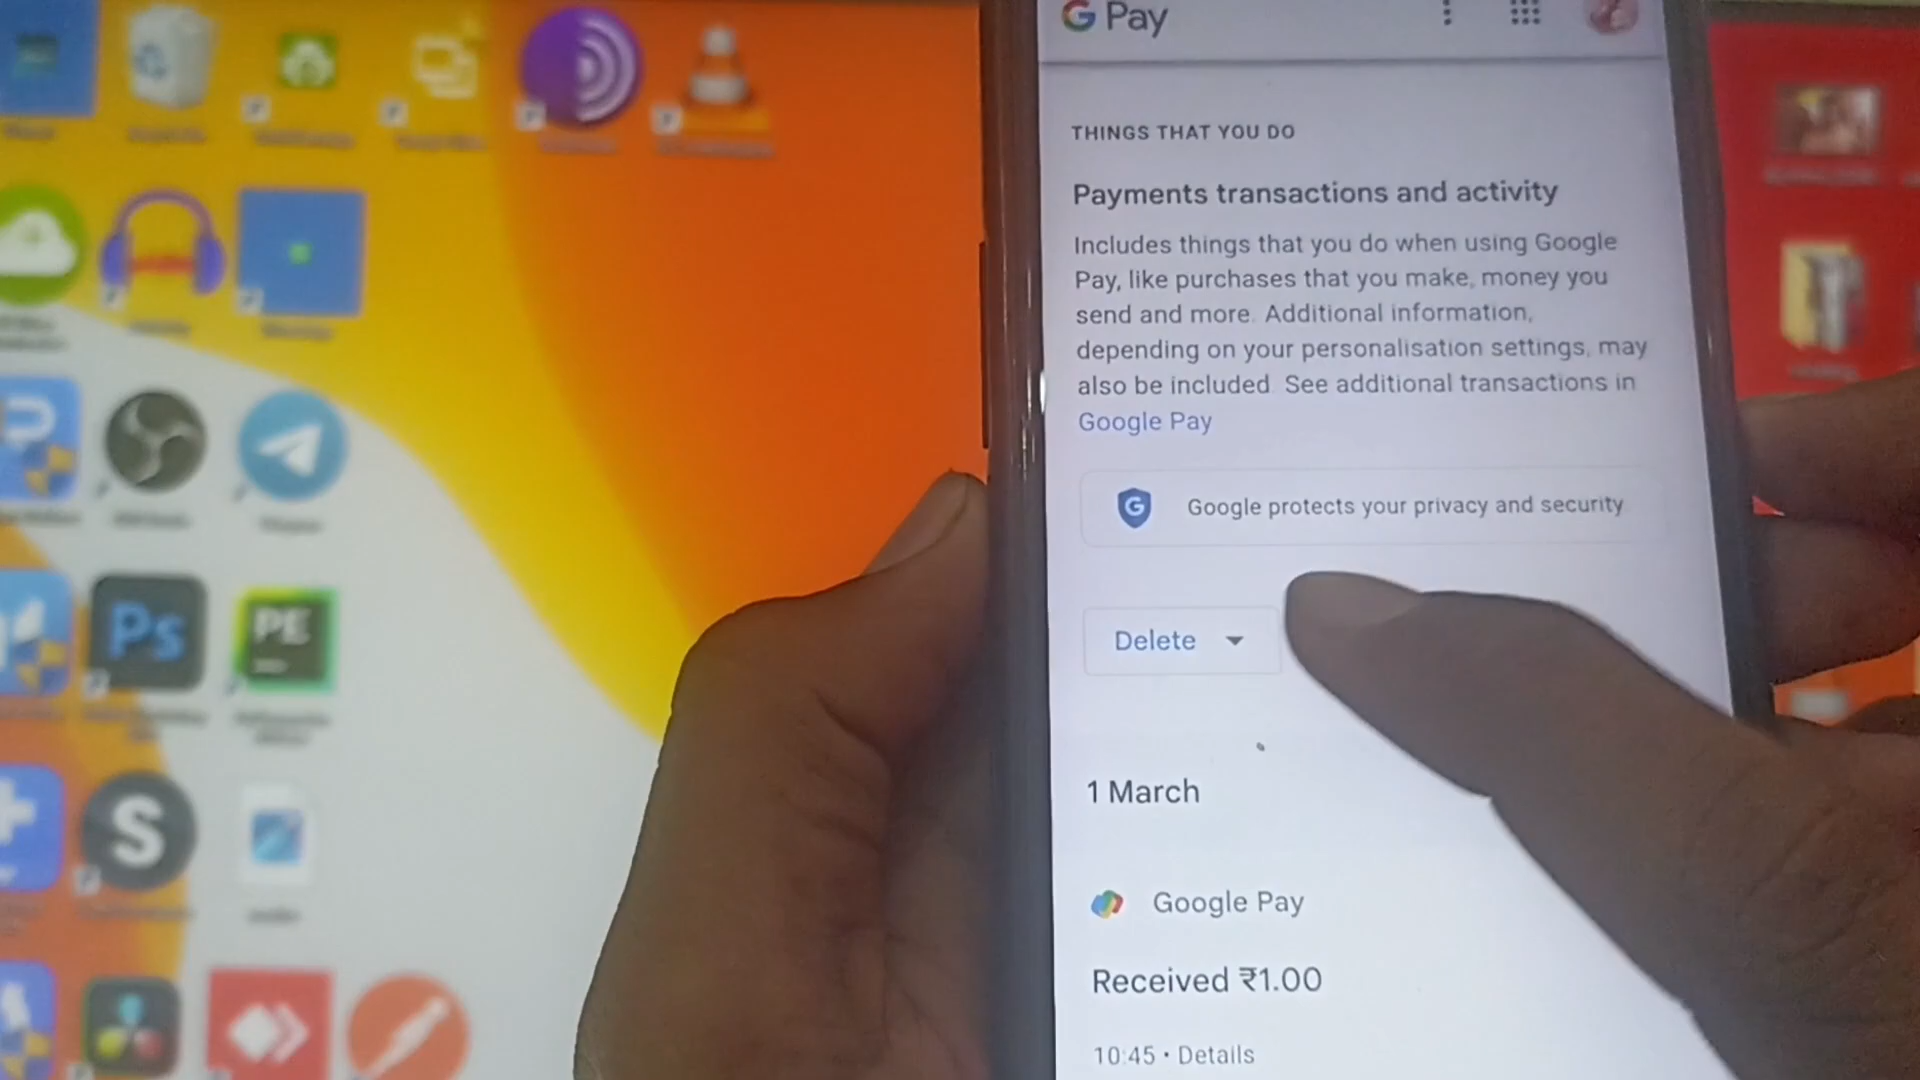 G Pay
THINGS THAT YOU DO
Payments transactions and activity
Includes things that you do when using Google
Pay, like purchases that you make, money you
send and more. Additional information,
depending on your personalisation settings, may
also be included. See additional transactions in
Google Pay
G
Google protects your privacy and security
Delete
1 March
Google Pay
Received ₹1.00
10:45 • Details
Ps
PE
S